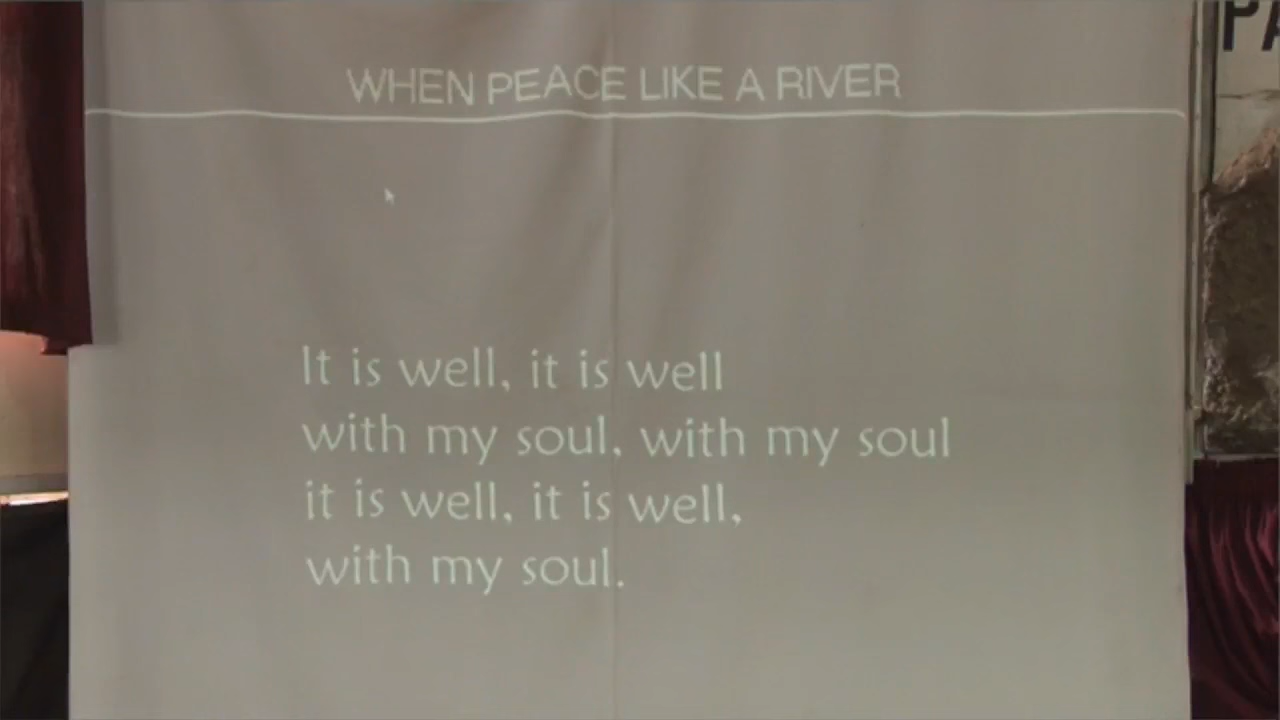 WHEN PEACE LIKE A RIVER
It is well, it is well
with my soul, with my soul
it is well, it is well,
with my soul.